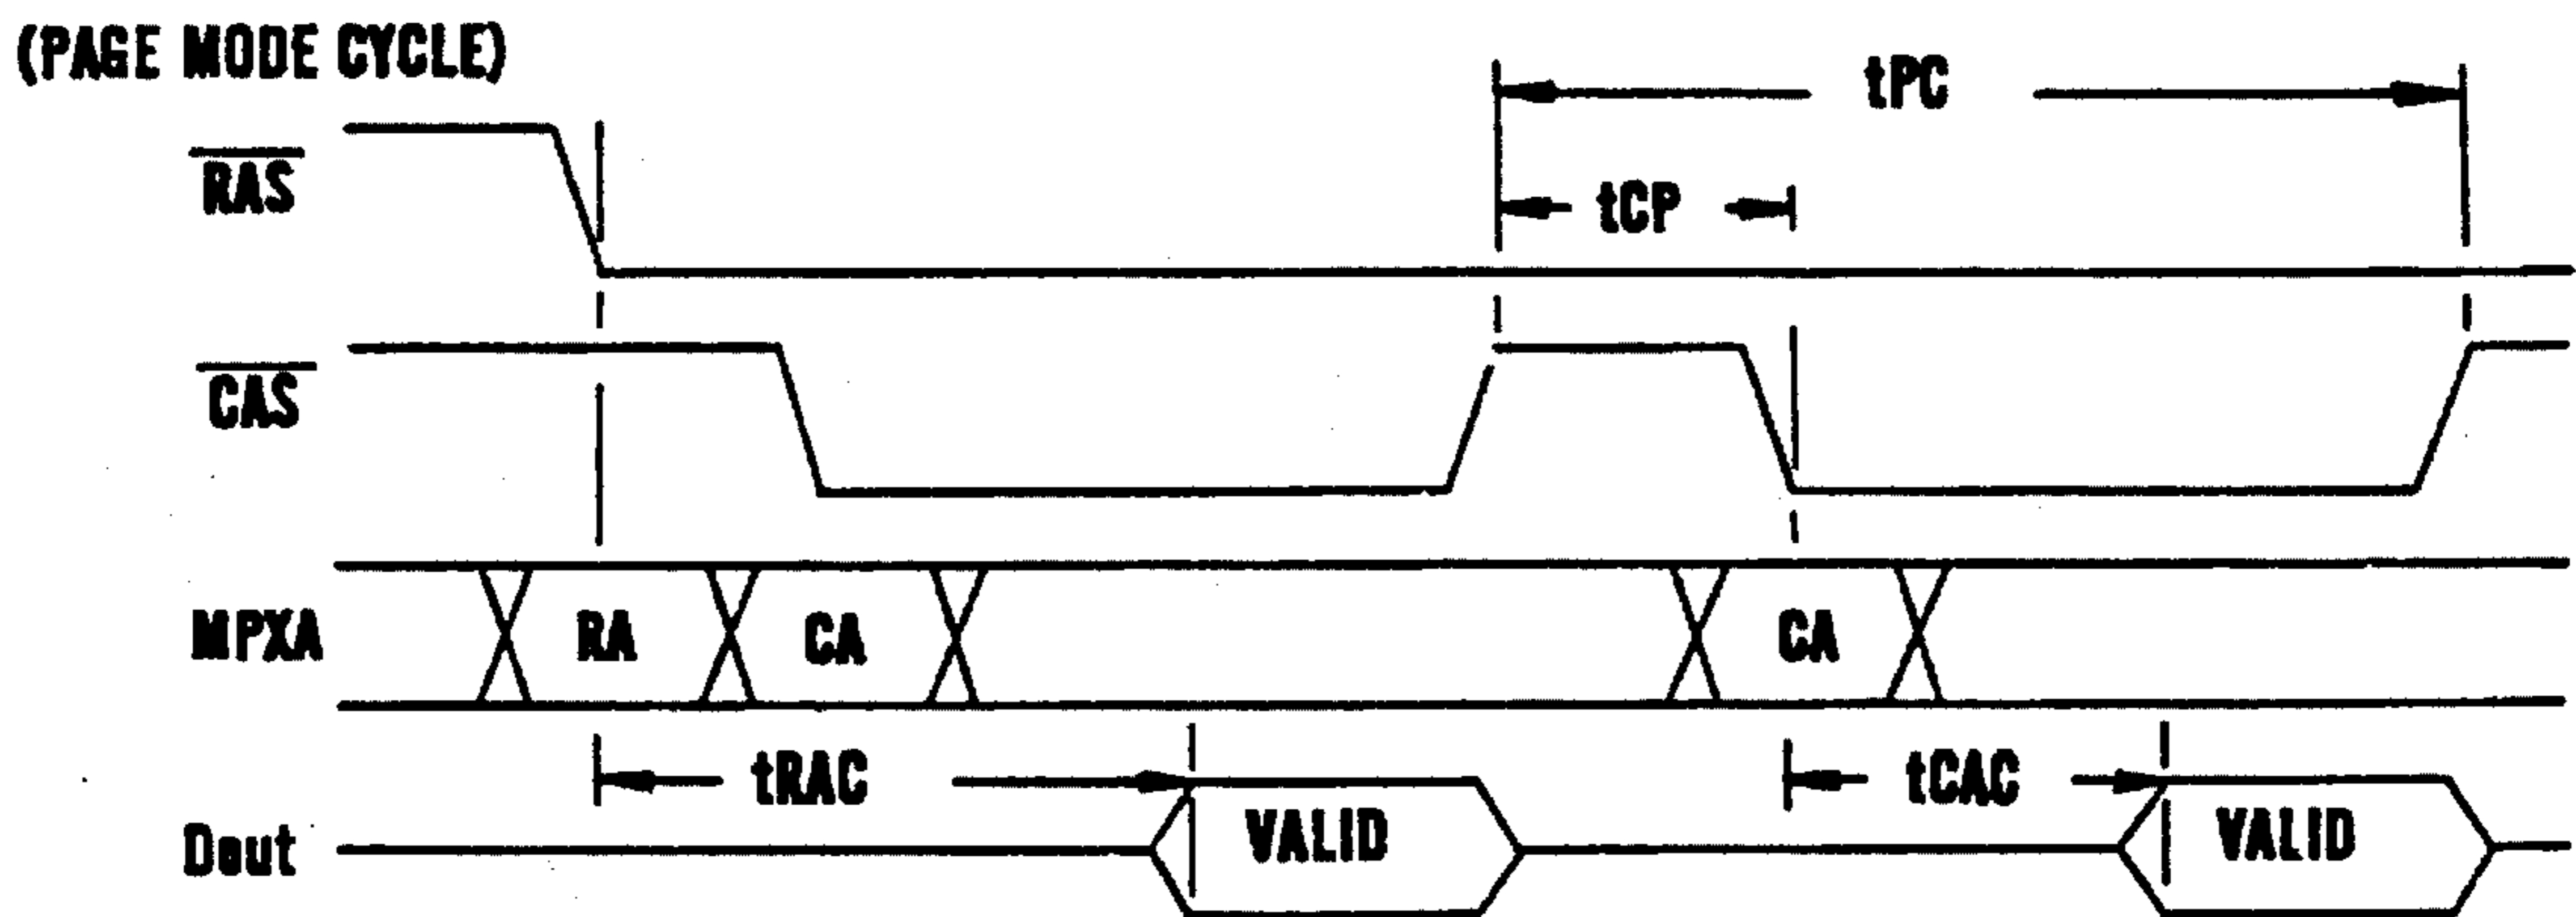 (PAGE MODE CYCLE)
tPC
RAS
tCP
CAS
MPXA RA CA CA
tRAC tCAC
Dout VALID VALID